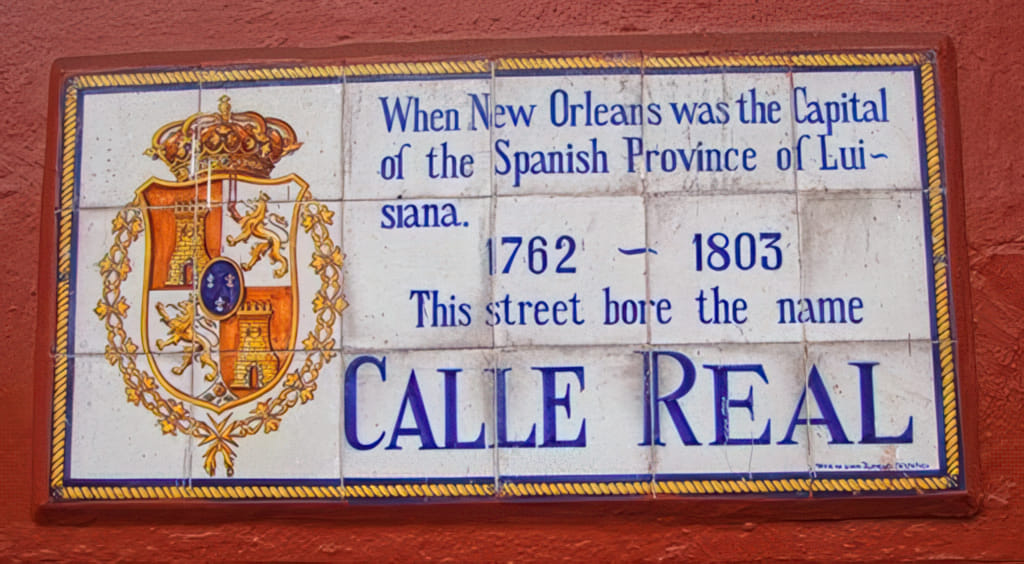 When New Orleans was the Capital
of the Spanish Province of Lui~
siana.
1762 ~ 1803
This street bore the name
CALLE REAL